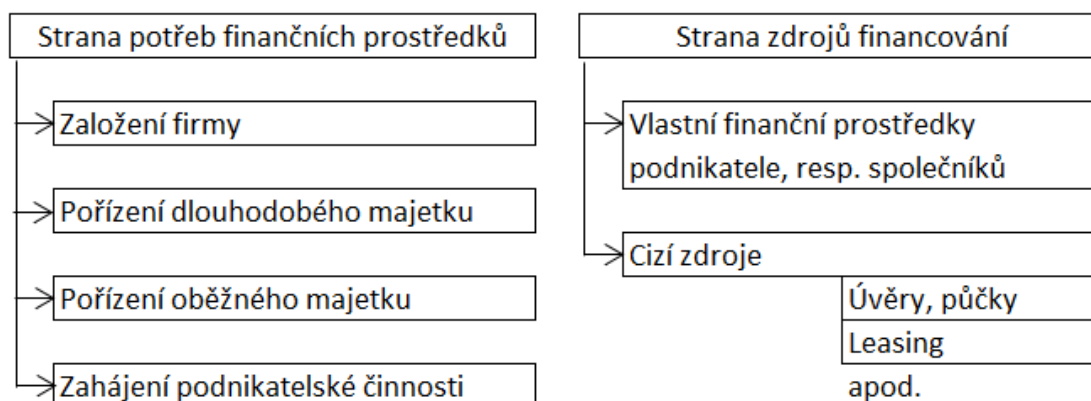 Strana potřeb finančních prostředků
Založení firmy
Pořízení dlouhodobého majetku
Pořízení oběžného majetku
Zahájení podnikatelské činnosti
Strana zdrojů financování
Vlastní finanční prostředky
podnikatele, resp. společníků
Cizí zdroje
Úvěry, půčky
Leasing
apod.